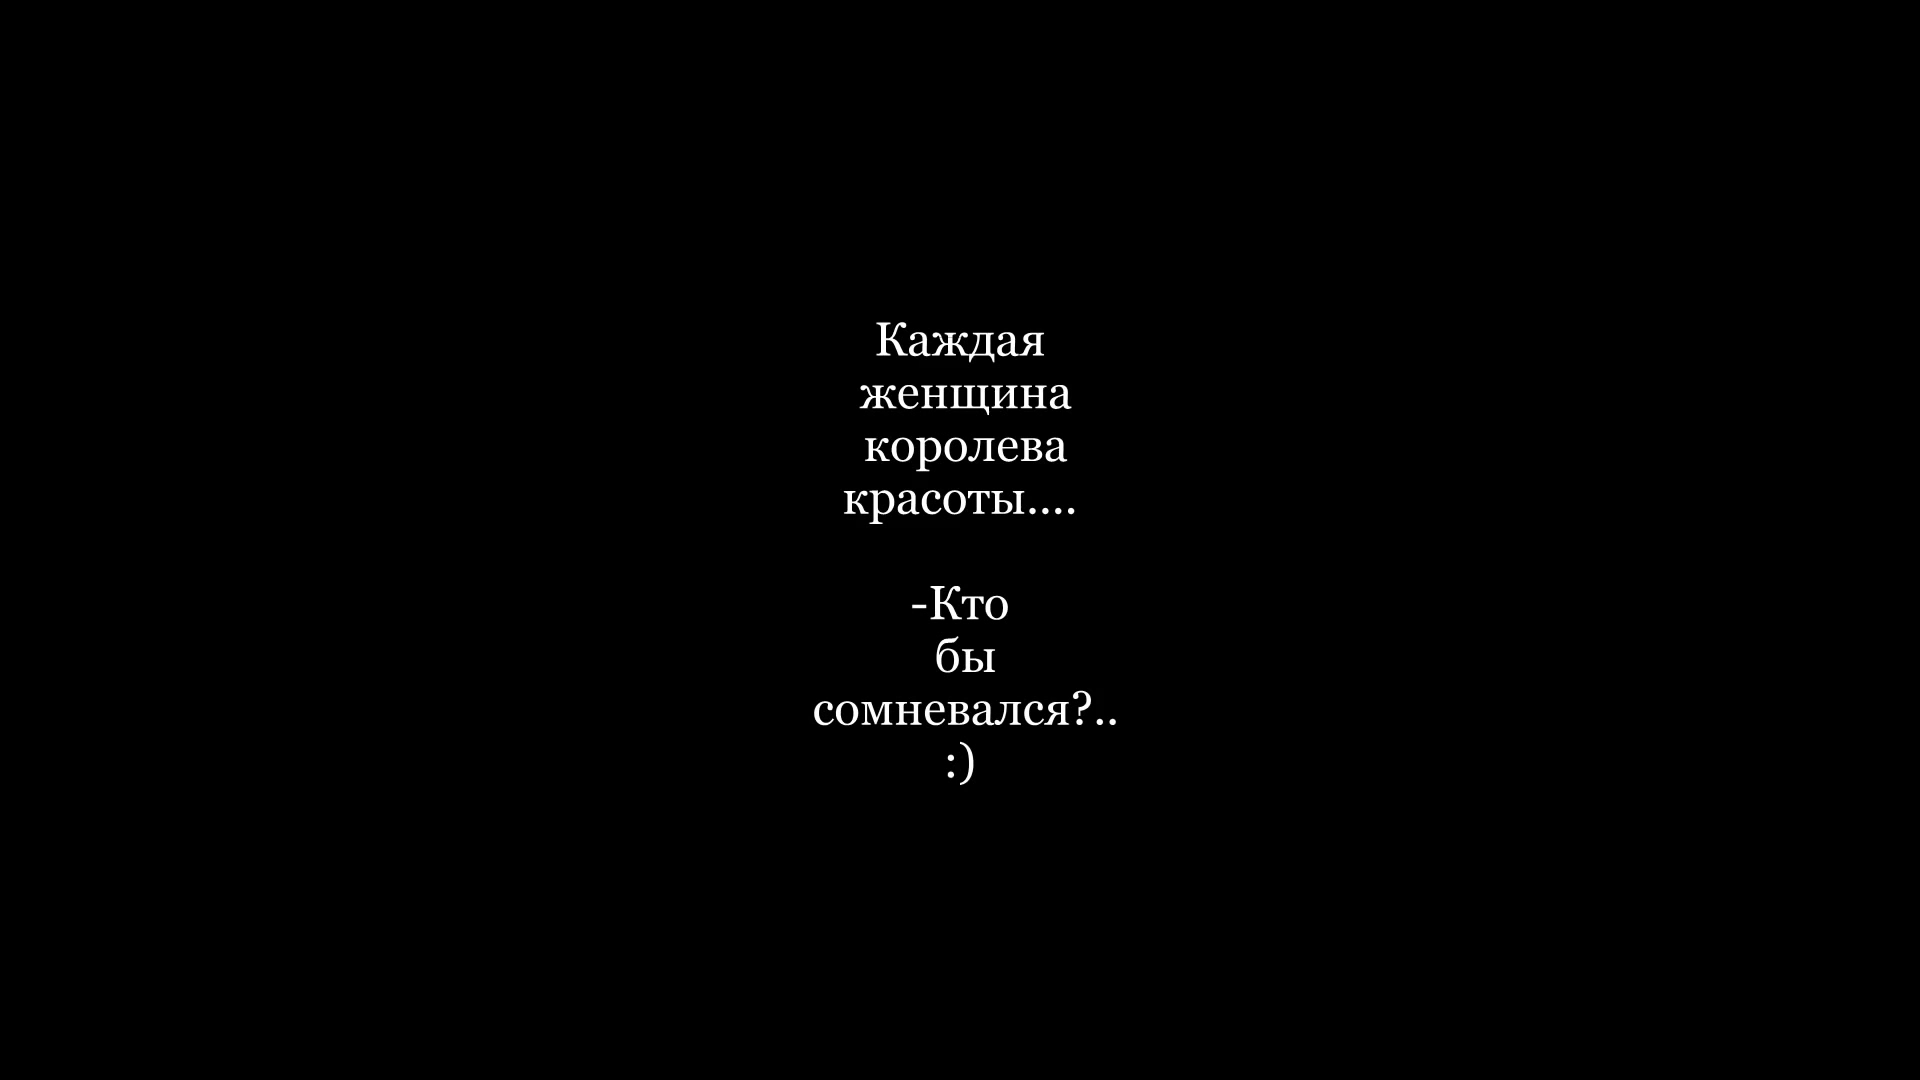 Каждая
женщина
королева
красоты....
-Кто
бы
сомневался?..
:)